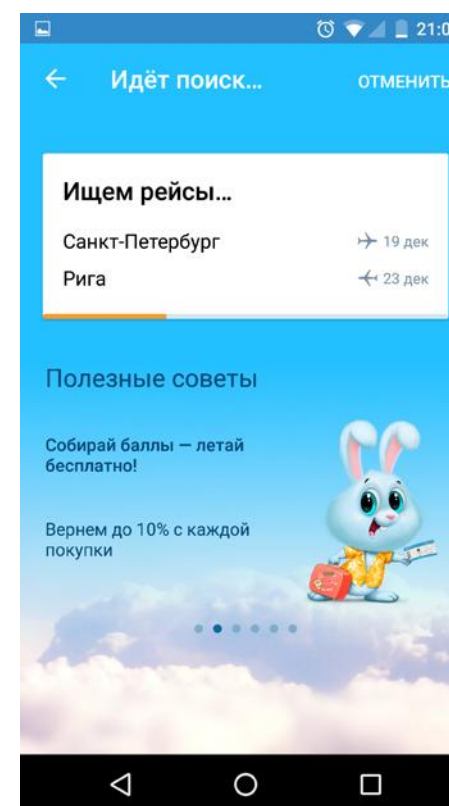 21:0
Идёт поиск...
ОТМЕНИТЬ
Ищем рейсы...
Санкт-Петербург
19 дек
Рига
23 дек
Полезные советы
Собирай баллы — летай
бесплатно!
Вернем до 10% с каждой
покупки